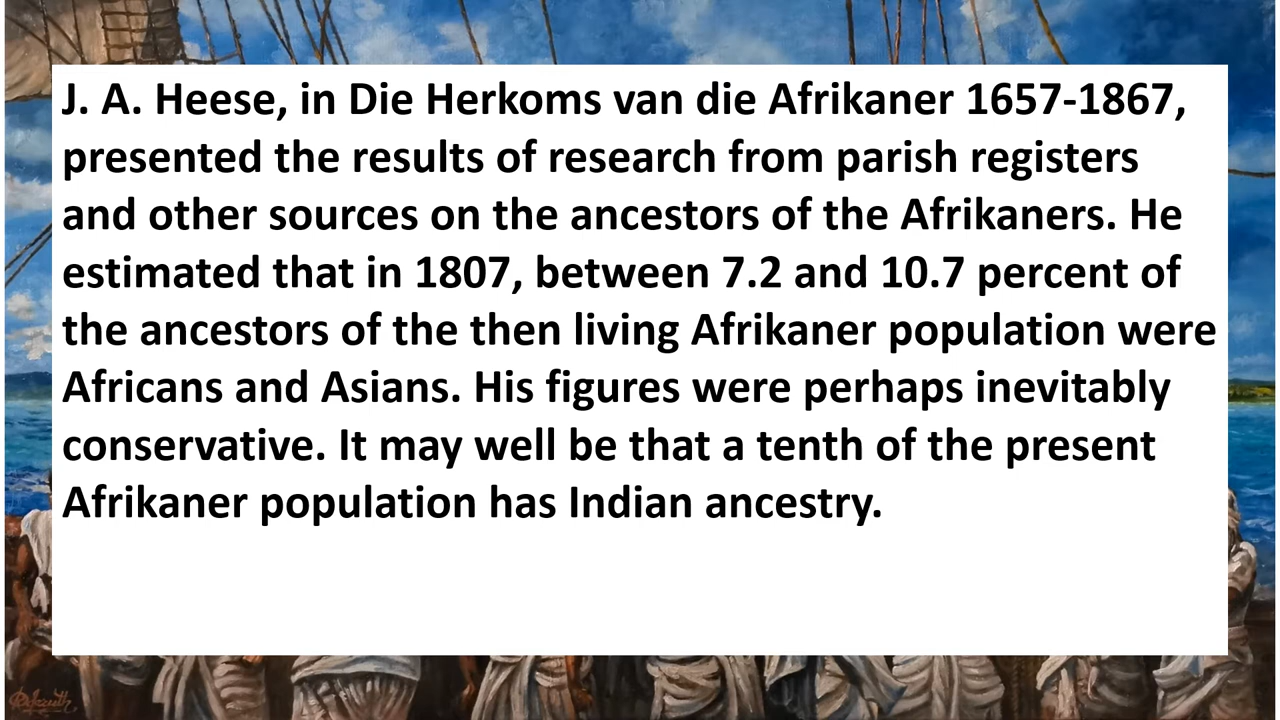 J. A. Heese, in Die Herkoms van die Afrikaner 1657-1867,
presented the results of research from parish registers
and other sources on the ancestors of the Afrikaners. He
estimated that in 1807, between 7.2 and 10.7 percent of
the ancestors of the then living Afrikaner population were
Africans and Asians. His figures were perhaps inevitably
conservative. It may well be that a tenth of the present
Afrikaner population has Indian ancestry.